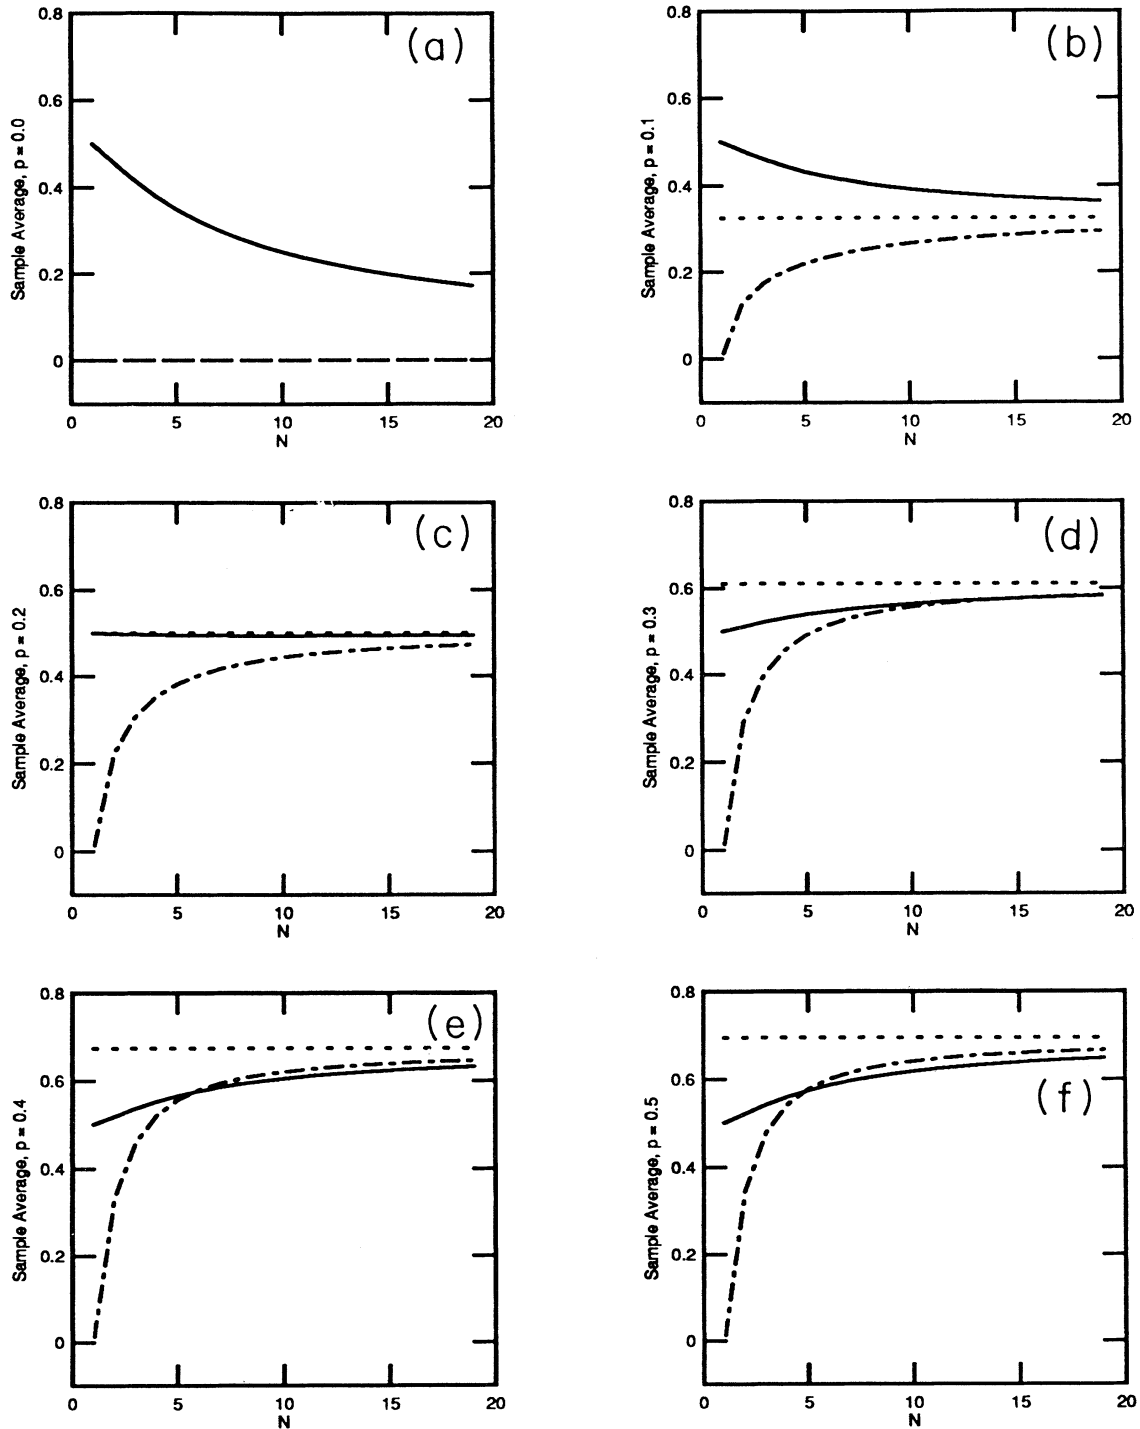 (a)
0.8
0.6
0.4
0.2
0
Sample Average, p = 0.0
0 5 10 15 20
N
(b)
0.8
0.6
0.4
0.2
0
Sample Average, p = 0.1
0 5 10 15 20
N
(c)
0.8
0.6
0.4
0.2
0
Sample Average, p = 0.2
0 5 10 15 20
N
(d)
0.8
0.6
0.4
0.2
0
Sample Average, p = 0.3
0 5 10 15 20
N
(e)
0.8
0.6
0.4
0.2
0
Sample Average, p = 0.4
0 5 10 15 20
N
(f)
0.8
0.6
0.4
0.2
0
Sample Average, p = 0.5
0 5 10 15 20
N